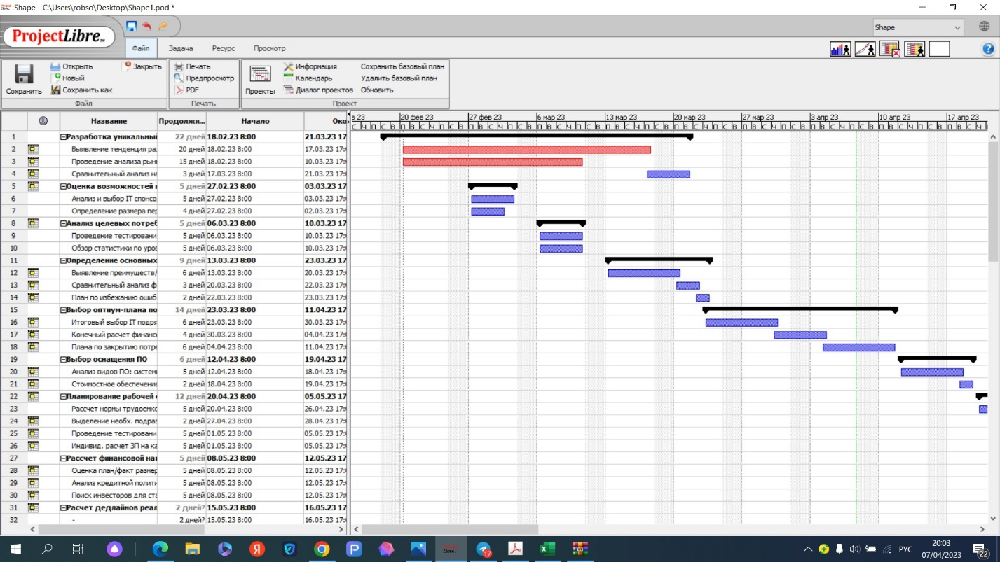 Shape - C:\Users\robso\Desktop\Shape1.pod *
ProjectLibre™ Shape
Файл Задача Ресурс Просмотр
Сохранить Открыть Новый Сохранить как Закрыть
Файл
Печать Предпросмотр PDF
Печать
Проекты Информация Календарь Диалог проектов Сохранить базовый план Удалить базовый план Обновить
Проект
Название Продолжи... Начало Око
в 23 20 фев 23 27 фев 23 6 мар 23 13 мар 23 20 мар 23 27 мар 23 3 апр 23 10 апр 23 17 апр 23
С Ч П С В П В С Ч П С В П В С Ч П С В П В С Ч П С В П В С Ч П С В П В С Ч П С В П В С Ч П С В П В С Ч П С В П В С Ч П С В П В С Ч
1 Разработка уникальный 22 дней 18.02.23 8:00 21.03.23 17
2 Выявление тенденция ра: 20 дней 18.02.23 8:00 17.03.23 17:
3 Проведение анализа рын 15 дней 18.02.23 8:00 10.03.23 17:
4 Сравнительный анализ на 3 дней 17.03.23 8:00 21.03.23 17:
5 Оценка возможностей 5 дней 27.02.23 8:00 03.03.23 17
6 Анализ и выбор IT спонсо 5 дней 27.02.23 8:00 03.03.23 17:
7 Определение размера пер 4 дней 27.02.23 8:00 02.03.23 17:
8 Анализ целевых потреб 5 дней 06.03.23 8:00 10.03.23 17
9 Проведение тестировани 5 дней 06.03.23 8:00 10.03.23 17:
10 Обзор статистики по уров 5 дней 06.03.23 8:00 10.03.23 17:
11 Определение основных 9 дней 13.03.23 8:00 23.03.23 17
12 Выявление преимуществ/ 6 дней 13.03.23 8:00 20.03.23 17:
13 Сравнительный анализ ф 3 дней 20.03.23 8:00 22.03.23 17:
14 План по избежанию ошиб 2 дней 22.03.23 8:00 23.03.23 17:
15 Выбор оптиум-плана по 14 дней 23.03.23 8:00 11.04.23 17
16 Итоговый выбор IT подря 6 дней 23.03.23 8:00 30.03.23 17:
17 Конечный расчет финанс 4 дней 30.03.23 8:00 04.04.23 17:
18 Плана по закрытию потре 6 дней 04.04.23 8:00 11.04.23 17:
19 Выбор оснащения ПО 6 дней 12.04.23 8:00 19.04.23 17
20 Анализ видов ПО: систем 5 дней 12.04.23 8:00 18.04.23 17:
21 Стоимостное обеспечение 2 дней 18.04.23 8:00 19.04.23 17:
22 Планирование рабочей 12 дней 20.04.23 8:00 05.05.23 17
23 Рассчет нормы трудоемко 5 дней 20.04.23 8:00 26.04.23 17:
24 Выделение необх. подраз 2 дней 27.04.23 8:00 28.04.23 17:
25 Проведение тестировани 5 дней 01.05.23 8:00 05.05.23 17:
26 Индивид. расчет ЗП на ка 5 дней 01.05.23 8:00 05.05.23 17:
27 Рассчет финансовой наг 5 дней 08.05.23 8:00 12.05.23 17
28 Оценка план/факт размер 5 дней 08.05.23 8:00 12.05.23 17:
29 Анализ кредитной полити 5 дней 08.05.23 8:00 12.05.23 17:
30 Поиск инвесторов для ста 5 дней 08.05.23 8:00 12.05.23 17:
31 Расчет дедлайнов реал 2 дней? 15.05.23 8:00 16.05.23 17
32 - 2 дней? 15.05.23 8:00 16.05.23 17:
Я P Project Libre 17 РУС 20:03 22
07/04/2023